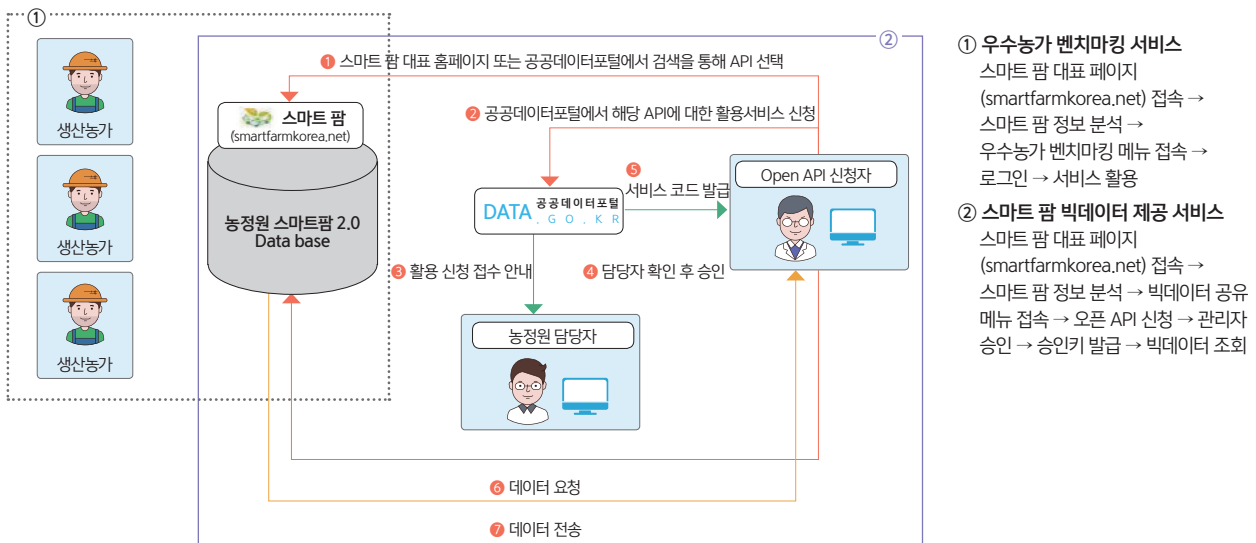 ①
생산농가
생산농가
생산농가
②
❶ 스마트 팜 대표 홈페이지 또는 공공데이터포털에서 검색을 통해 API 선택
스마트 팜
(smartfarmkorea.net)
농정원 스마트팜 2.0
Data base
❷ 공공데이터포털에서 해당 API에 대한 활용서비스 신청
DATA 공공데이터포털
.GO.KR
❺
서비스 코드 발급
Open API 신청자
❸ 활용 신청 접수 안내
❹ 담당자 확인 후 승인
농정원 담당자
❻ 데이터 요청
❼ 데이터 전송
① 우수농가 벤치마킹 서비스
스마트 팜 대표 페이지
(smartfarmkorea.net) 접속 →
스마트 팜 정보 분석 →
우수농가 벤치마킹 메뉴 접속 →
로그인 → 서비스 활용
② 스마트 팜 빅데이터 제공 서비스
스마트 팜 대표 페이지
(smartfarmkorea.net) 접속 →
스마트 팜 정보 분석 → 빅데이터 공유
메뉴 접속 → 오픈 API 신청 → 관리자
승인 → 승인키 발급 → 빅데이터 조회